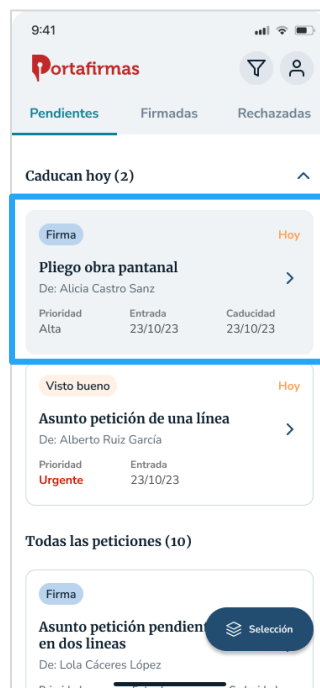 9:41
Portafirmas
Pendientes Firmadas Rechazadas
Caducan hoy (2)
Firma Hoy
Pliego obra pantanal
De: Alicia Castro Sanz
Prioridad Entrada Caducidad
Alta 23/10/23 23/10/23
Visto bueno Hoy
Asunto petición de una línea
De: Alberto Ruiz García
Prioridad Entrada
Urgente 23/10/23
Todas las peticiones (10)
Firma
Asunto petición pendient
en dos lineas
Selección
De: Lola Cáceres López